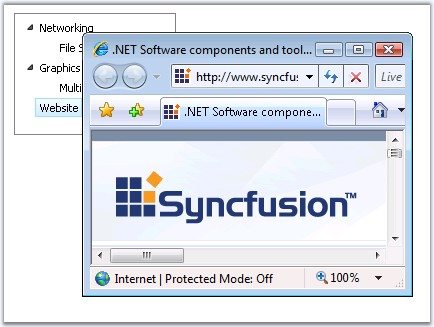 Networking
File S
Graphics
Multi
Website
.NET Software components and tool...
http://www.syncfus
Live
.NET Software compone...
Syncfusion™
Internet | Protected Mode: Off
100%